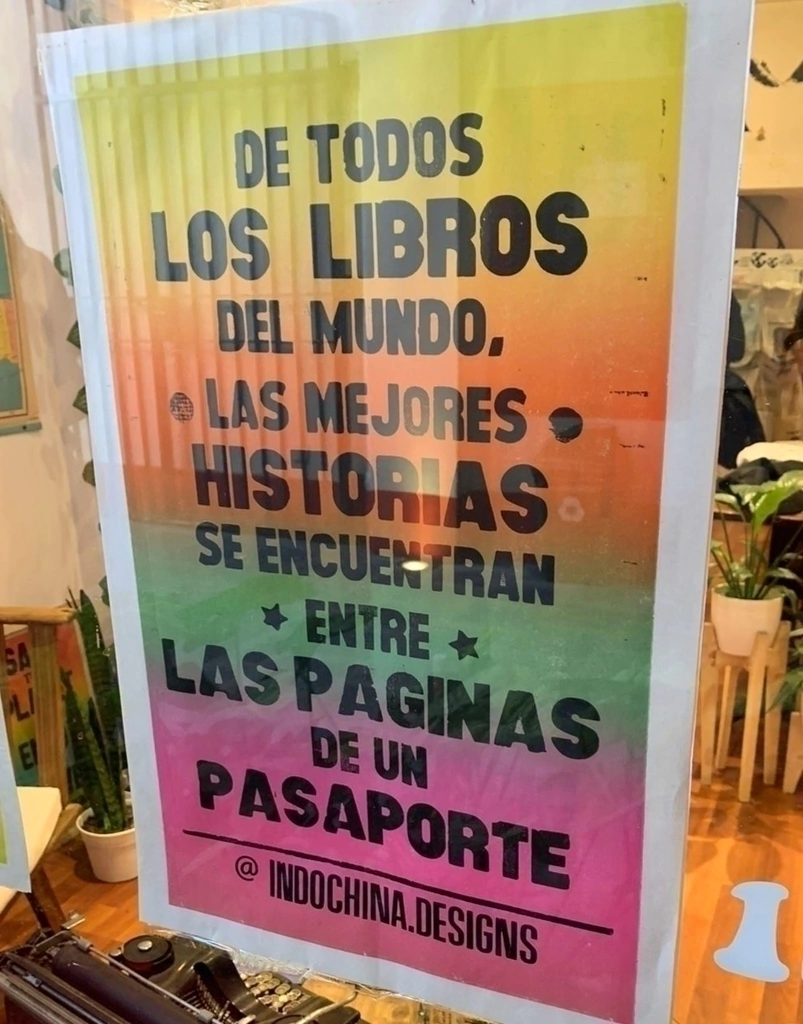 DE TODOS
LOS LIBROS
DEL MUNDO,
LAS MEJORES
HISTORIAS
SE ENCUENTRAN
ENTRE
LAS PAGINAS
DE UN
PASAPORTE
@ INDOCHINA.DESIGNS